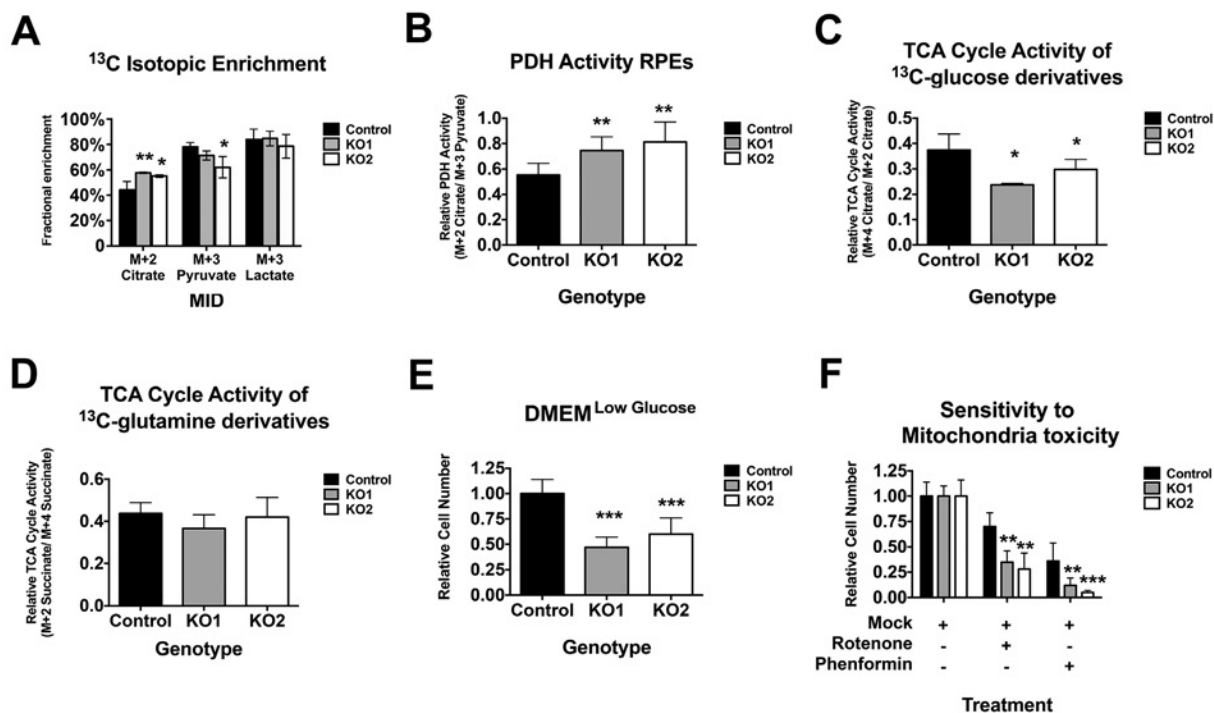 A
¹³C Isotopic Enrichment
Fractional enrichment
100%
80%
60%
40%
20%
0%
** *
*
M+2
Citrate
M+3
Pyruvate
M+3
Lactate
MID
Control
KO1
KO2
B
PDH Activity RPEs
Relative PDH Activity
(M+2 Citrate/ M+3 Pyruvate)
1.0
0.8
0.6
0.4
0.2
0.0
**
**
Control KO1 KO2
Genotype
Control
KO1
KO2
C
TCA Cycle Activity of
¹³C-glucose derivatives
Relative TCA Cycle Activity
(M+4 Citrate/ M+2 Citrate)
0.5
0.4
0.3
0.2
0.1
0.0
*
*
Control KO1 KO2
Genotype
Control
KO1
KO2
D
TCA Cycle Activity of
¹³C-glutamine derivatives
Relative TCA Cycle Activity
(M+2 Succinate/ M+4 Succinate)
0.6
0.4
0.2
0.0
Control KO1 KO2
Genotype
Control
KO1
KO2
E
DMEM Low Glucose
Relative Cell Number
1.25
1.00
0.75
0.50
0.25
0.00
***
***
Control KO1 KO2
Genotype
Control
KO1
KO2
F
Sensitivity to
Mitochondria toxicity
Relative Cell Number
1.25
1.00
0.75
0.50
0.25
0.00
** **
** ***
Mock + + +
Rotenone - + -
Phenformin - - +
Treatment
Control
KO1
KO2